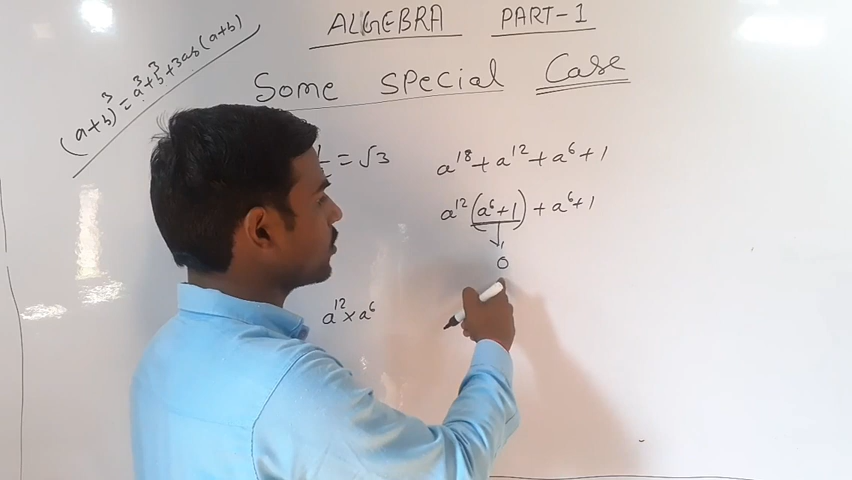 ALGEBRA PART-1
Some Special Case
(a+b)³ = a³+b³+3ab(a+b)
= √3
a¹⁸+a¹²+a⁶+1
a¹²(a⁶+1)+a⁶+1
0
a¹²×a⁶